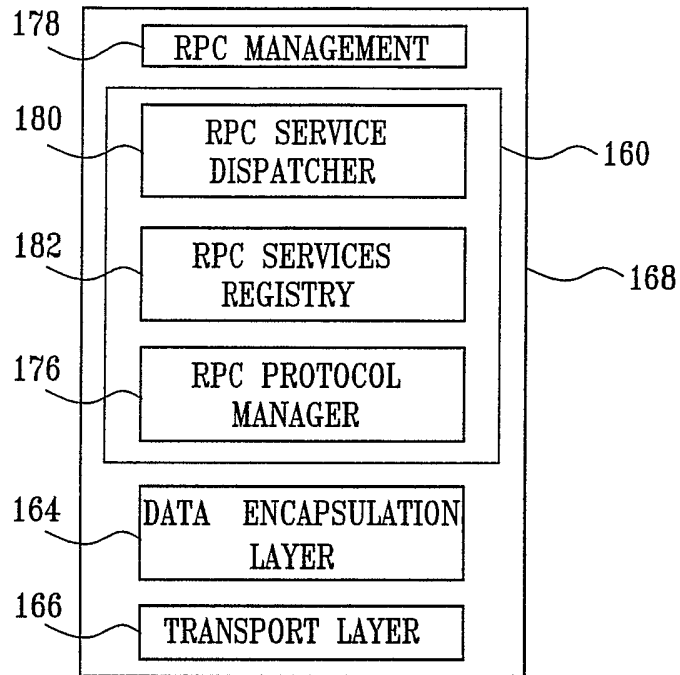 178
RPC MANAGEMENT
180
RPC SERVICE
DISPATCHER
160
182
RPC SERVICES
REGISTRY
168
176
RPC PROTOCOL
MANAGER
164
DATA ENCAPSULATION
LAYER
166
TRANSPORT LAYER